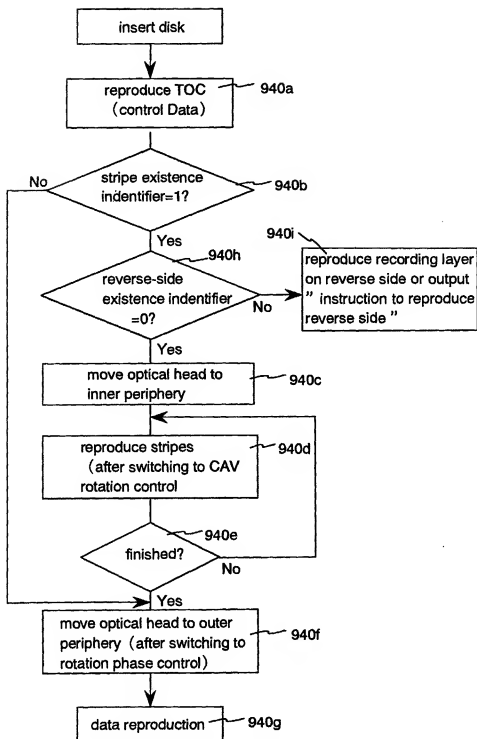 insert disk
reproduce TOC
(control Data)
940a
stripe existence
indentifier=1?
940b
No
Yes
940h
reverse-side
existence indentifier
=0?
No
Yes
940i
reproduce recording layer
on reverse side or output
" instruction to reproduce
reverse side "
move optical head to
inner periphery
940c
reproduce stripes
(after switching to CAV
rotation control
940d
940e
finished?
No
Yes
move optical head to outer
periphery (after switching to
rotation phase control)
940f
data reproduction
940g